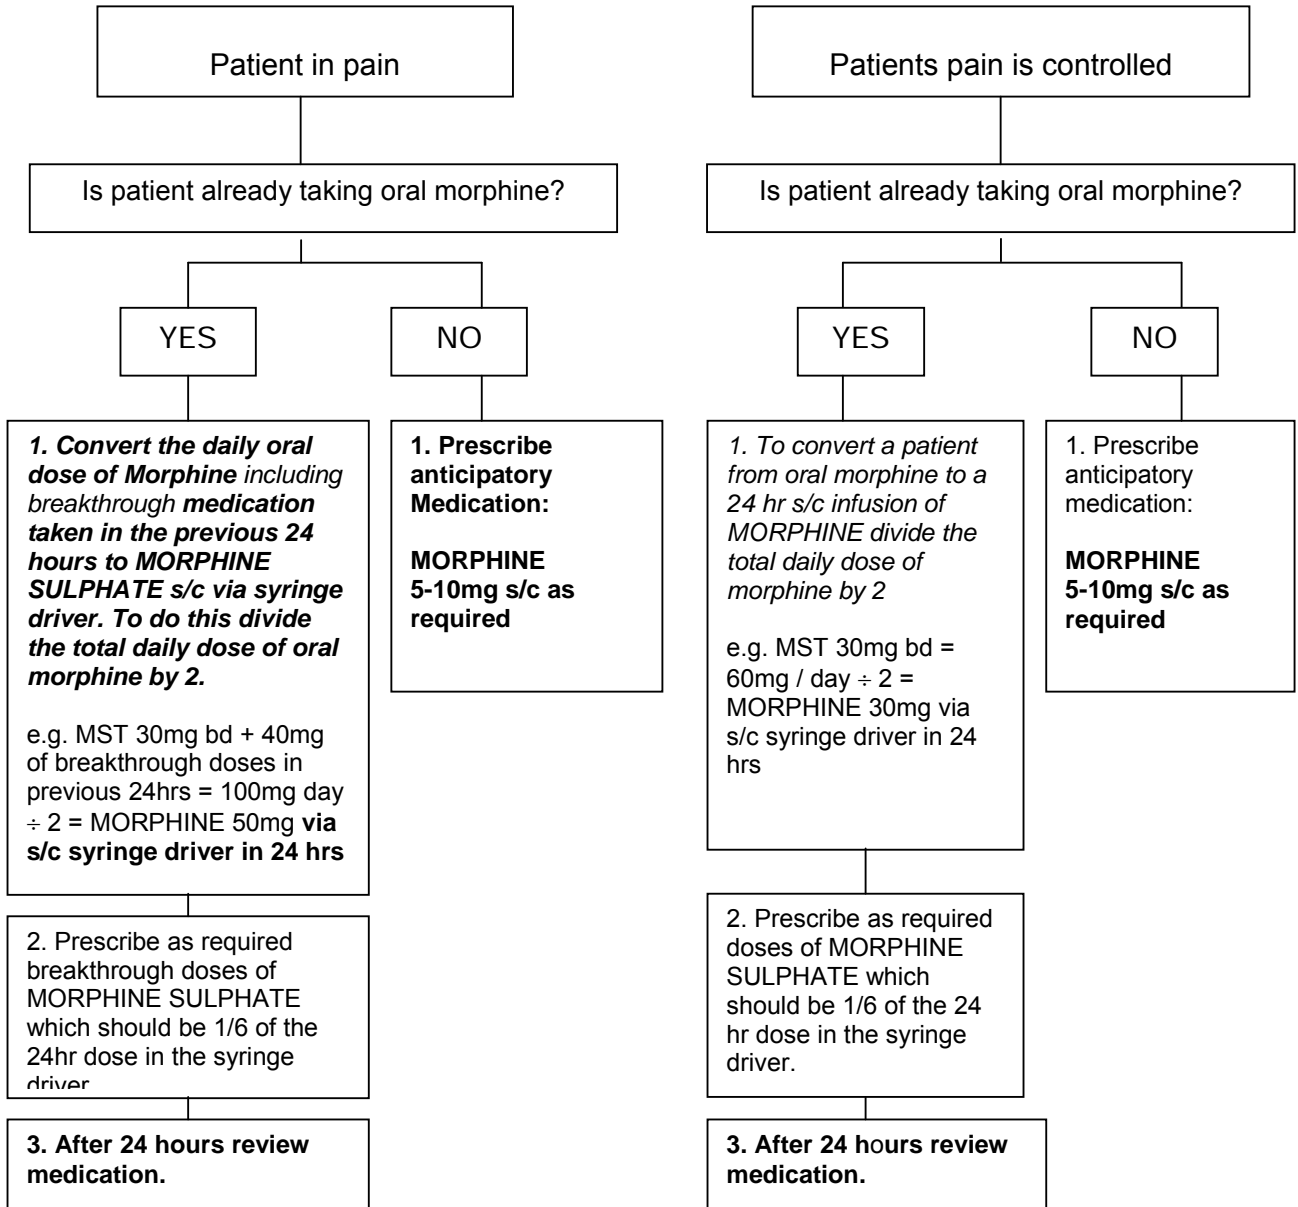 Patient in pain
Is patient already taking oral morphine?
YES
NO
1. Convert the daily oral
dose of Morphine including
breakthrough medication
taken in the previous 24
hours to MORPHINE
SULPHATE s/c via syringe
driver. To do this divide
the total daily dose of oral
morphine by 2.
e.g. MST 30mg bd + 40mg
of breakthrough doses in
previous 24hrs = 100mg day
÷ 2 = MORPHINE 50mg via
s/c syringe driver in 24 hrs
1. Prescribe
anticipatory
Medication:
MORPHINE
5-10mg s/c as
required
2. Prescribe as required
breakthrough doses of
MORPHINE SULPHATE
which should be 1/6 of the
24hr dose in the syringe
driver
3. After 24 hours review
medication.
Patients pain is controlled
Is patient already taking oral morphine?
YES
NO
1. To convert a patient
from oral morphine to a
24 hr s/c infusion of
MORPHINE divide the
total daily dose of
morphine by 2
e.g. MST 30mg bd =
60mg / day ÷ 2 =
MORPHINE 30mg via
s/c syringe driver in 24
hrs
1. Prescribe
anticipatory
medication:
MORPHINE
5-10mg s/c as
required
2. Prescribe as required
doses of MORPHINE
SULPHATE which
should be 1/6 of the 24
hr dose in the syringe
driver.
3. After 24 hours review
medication.